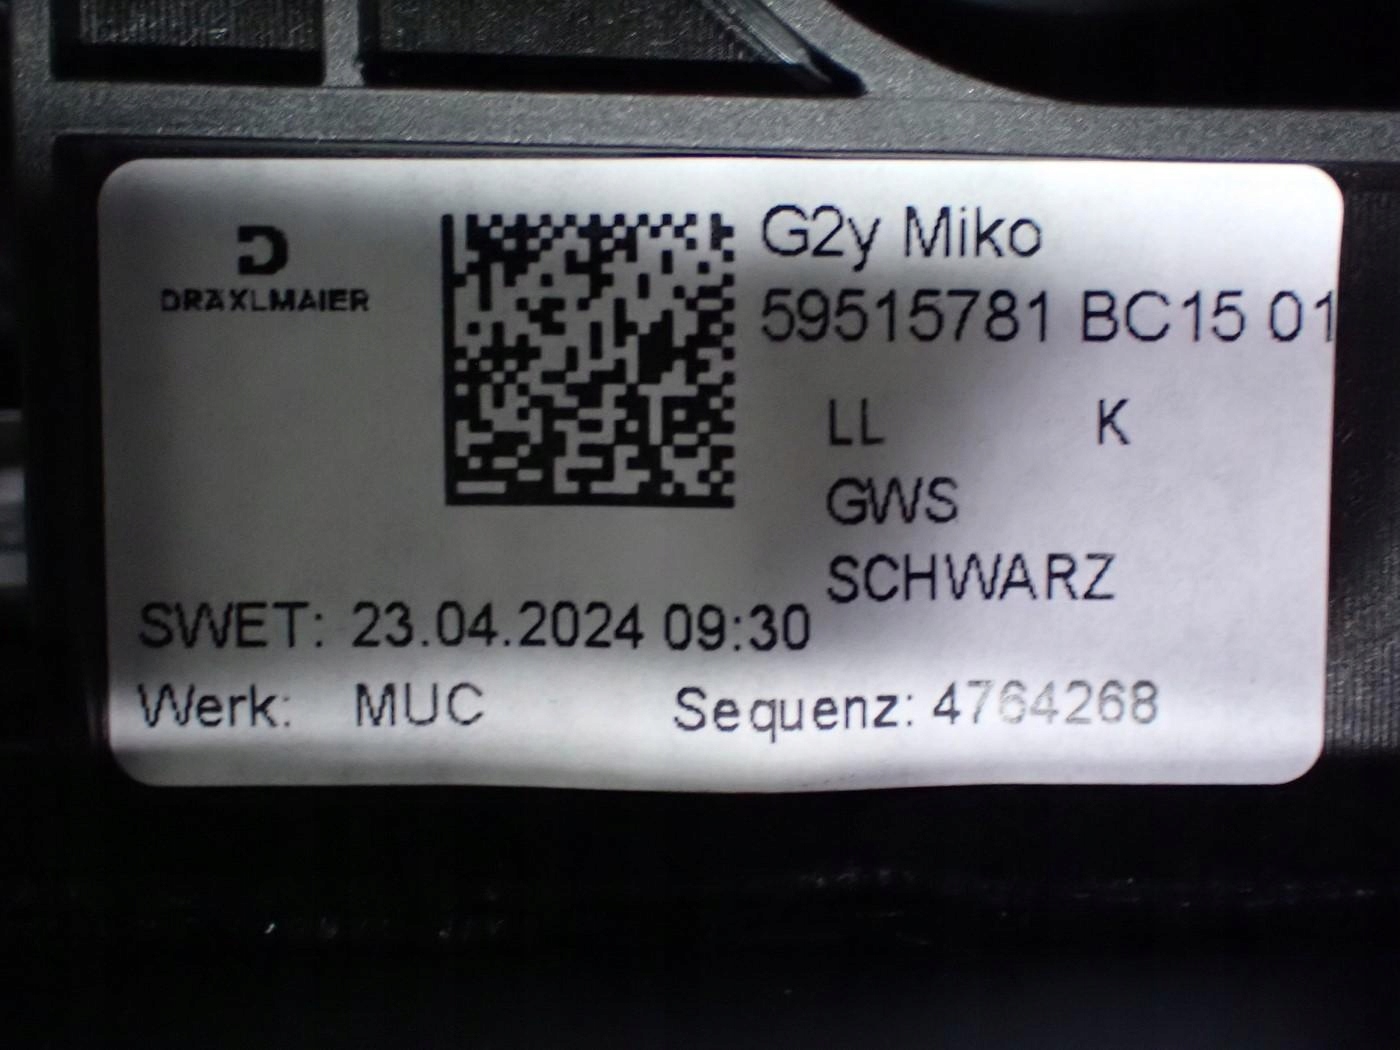 DRÄXLMAIER
G2y Miko
59515781 BC15 01
LL K
GWS
SCHWARZ
SWET: 23.04.2024 09:30
Werk: MUC Sequenz: 4764268